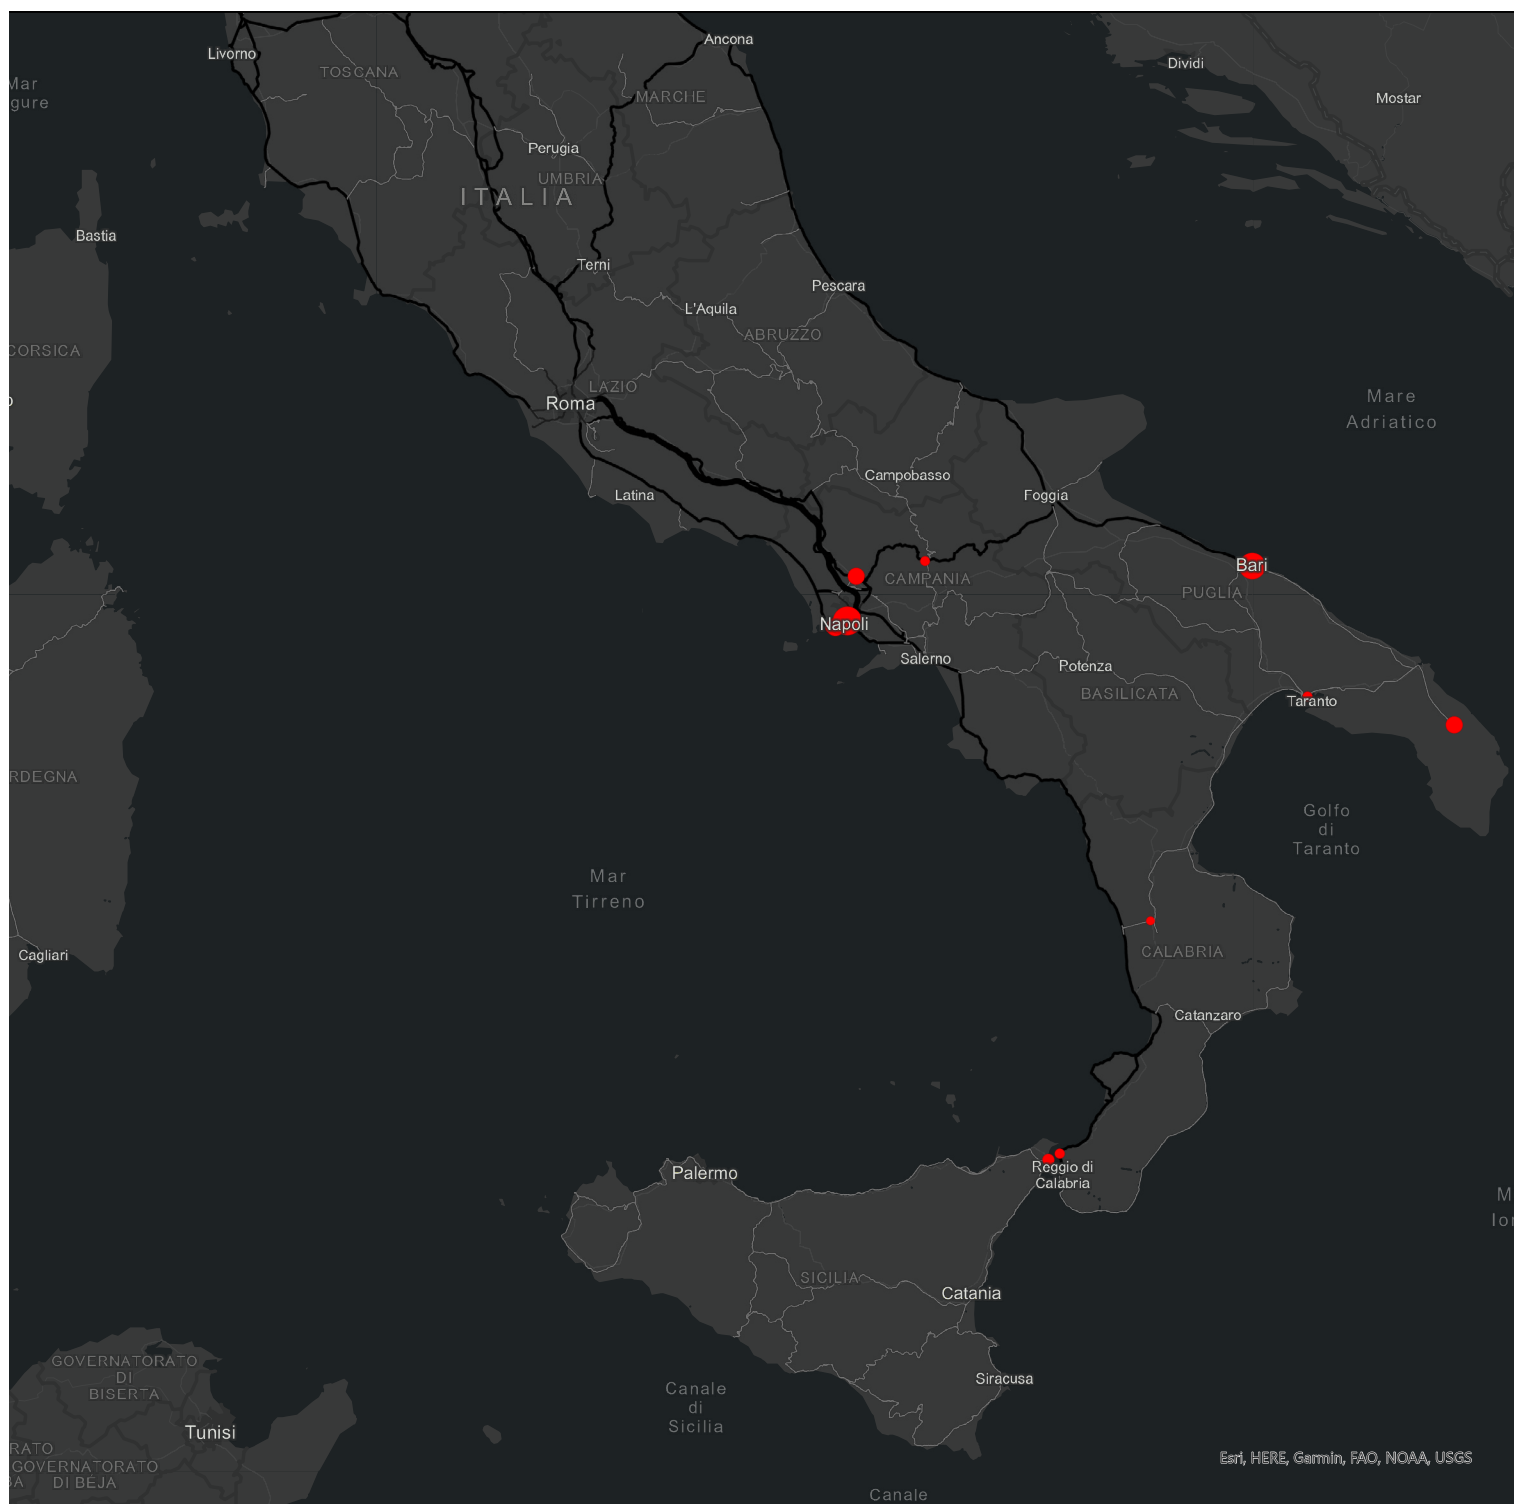 Ancona
Livorno
Dividi
TOSCANA
Mar
gure
MARCHE
Mostar
Perugia
UMBRIA
ITALIA
Bastia
Terni
Pescara
L'Aquila
ABRUZZO
CORSICA
LAZIO
Roma
Mare
Adriatico
Campobasso
Latina
Foggia
Bari
CAMPANIA
PUGLIA
Napoli
Salerno
Potenza
BASILICATA
Taranto
RDEGNA
Golfo
di
Taranto
Mar
Tirreno
CALABRIA
Cagliari
Catanzaro
Reggio di
Calabria
Palermo
M
Ior
SICILIA
Catania
GOVERNATORATO
DI
BISERTA
Siracusa
Canale
di
Sicilia
Tunisi
RATO
GOVERNATORATO
BA DI BÉJA
Esri, HERE, Garmin, FAO, NOAA, USGS
Canale